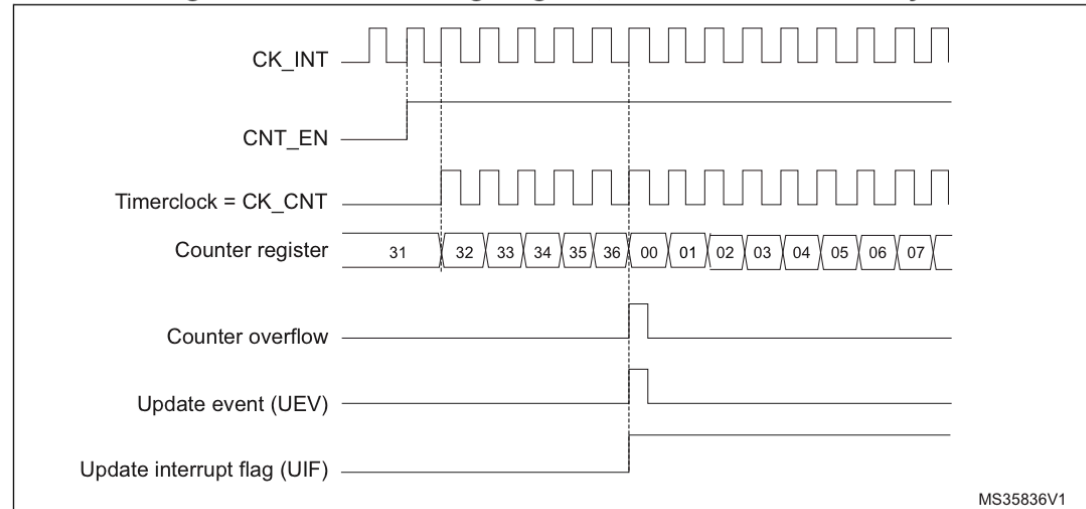 CK_INT
CNT_EN
Timerclock = CK_CNT
Counter register 31 32 33 34 35 36 00 01 02 03 04 05 06 07
Counter overflow
Update event (UEV)
Update interrupt flag (UIF)
MS35836V1